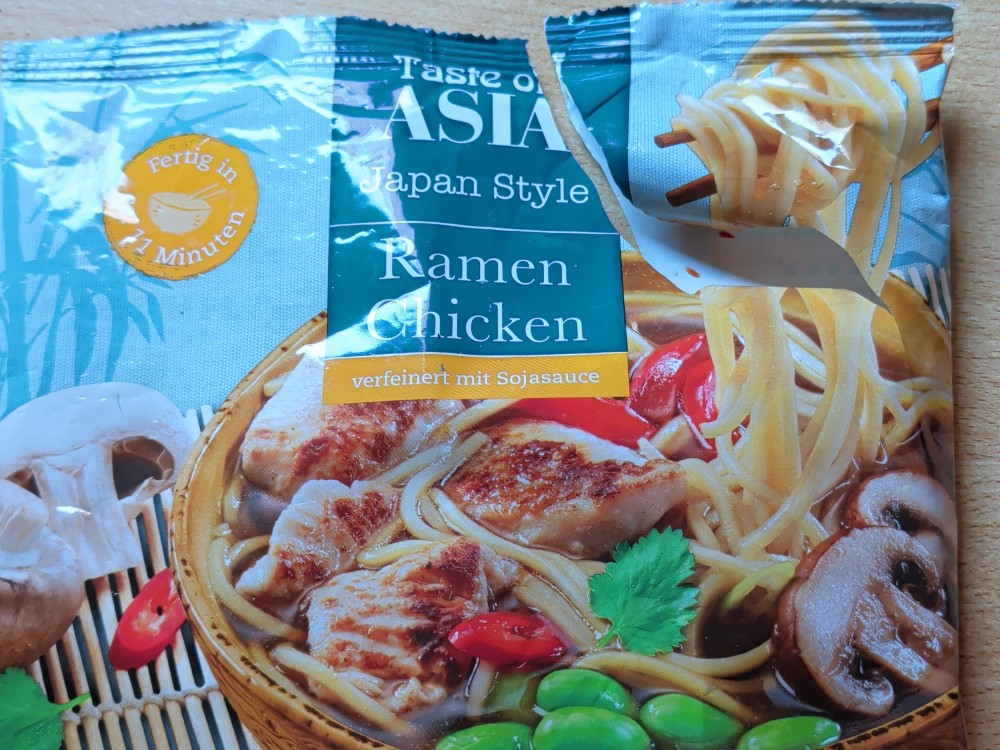 Taste of
ASIA
Japan Style
Ramen
Chicken
verfeinert mit Sojasauce
Fertig in
11 Minuten